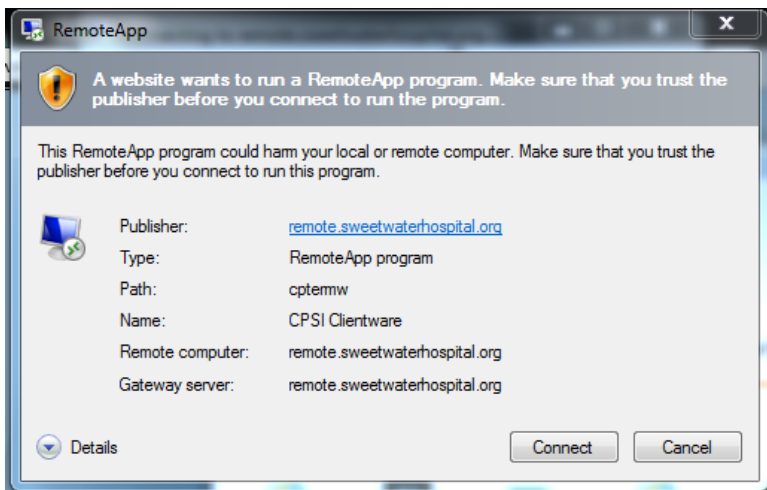 RemoteApp
A website wants to run a RemoteApp program. Make sure that you trust the
publisher before you connect to run the program.
This RemoteApp program could harm your local or remote computer. Make sure that you trust the
publisher before you connect to run this program.
Publisher: remote.sweetwaterhospital.org
Type: RemoteApp program
Path: cptermw
Name: CPSI Clientware
Remote computer: remote.sweetwaterhospital.org
Gateway server: remote.sweetwaterhospital.org
Details Connect Cancel